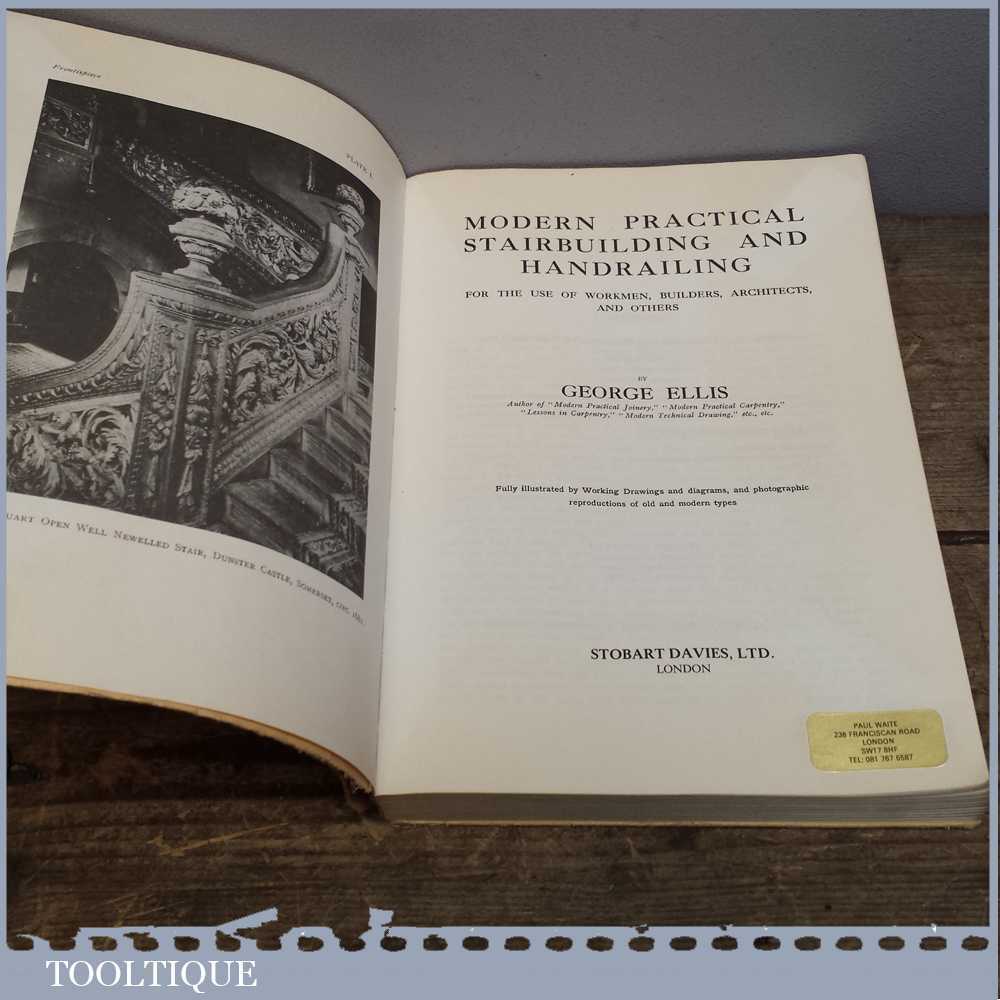 Frontispiece
PLATE I.
UART OPEN WELL NEWELLED STAIR, DUNSTER CASTLE, SOMERSET,
MODERN PRACTICAL
STAIRBUILDING AND
HANDRAILING
FOR THE USE OF WORKMEN, BUILDERS, ARCHITECTS,
AND OTHERS
BY
GEORGE ELLIS
Author of "Modern Practical Joinery," "Modern Practical Carpentry,"
"Lessons in Carpentry," "Modern Technical Drawing," etc., etc.
Fully illustrated by Working Drawings and diagrams, and photographic
reproductions of old and modern types
STOBART DAVIES, LTD.
LONDON
PAUL WAITE
FRANCISCAN ROAD
LONDON
SW17 8HF
TEL: 081 767 6587
TOOLTIQUE